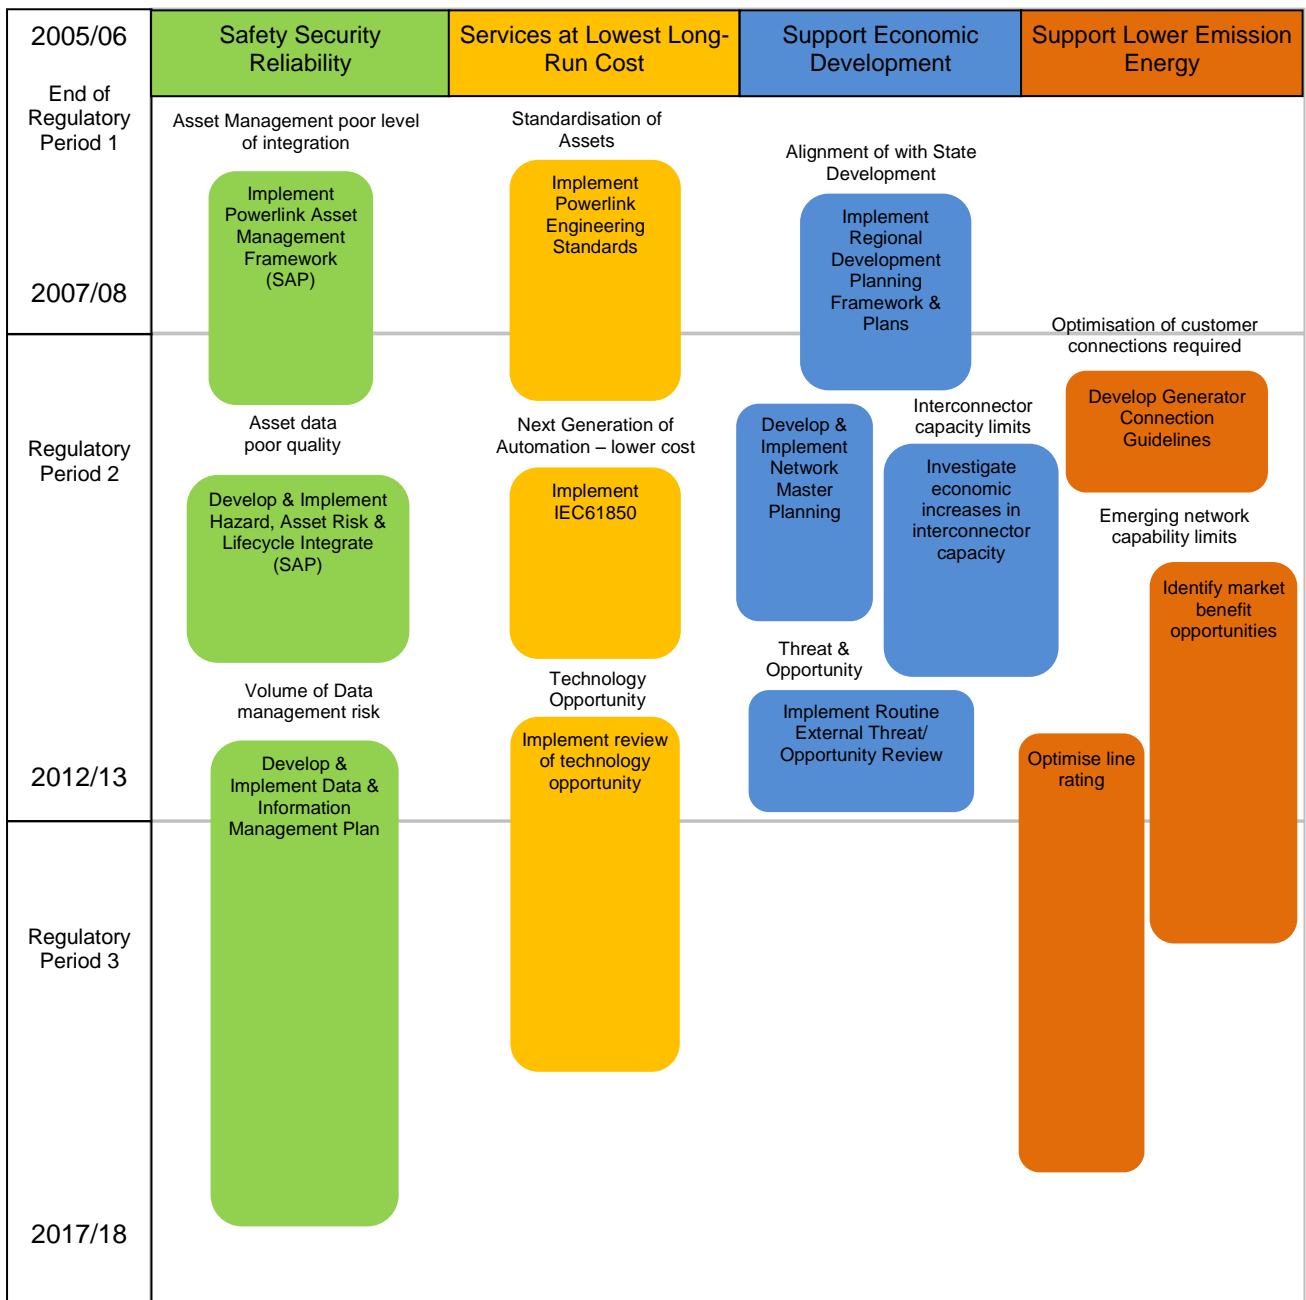 2005/06
End of
Regulatory
Period 1
2007/08
Regulatory
Period 2
2012/13
Regulatory
Period 3
2017/18
Safety Security
Reliability
Asset Management poor level
of integration
Implement
Powerlink Asset
Management
Framework
(SAP)
Asset data
poor quality
Develop & Implement
Hazard, Asset Risk &
Lifecycle Integrate
(SAP)
Volume of Data
management risk
Develop &
Implement Data &
Information
Management Plan
Services at Lowest Long-
Run Cost
Standardisation of
Assets
Implement
Powerlink
Engineering
Standards
Next Generation of
Automation – lower cost
Implement
IEC61850
Technology
Opportunity
Implement review
of technology
opportunity
Support Economic
Development
Alignment of with State
Development
Implement
Regional
Development
Planning
Framework &
Plans
Develop &
Implement
Network
Master
Planning
Interconnector
capacity limits
Investigate
economic
increases in
interconnector
capacity
Threat &
Opportunity
Implement Routine
External Threat/
Opportunity Review
Support Lower Emission
Energy
Optimisation of customer
connections required
Develop Generator
Connection
Guidelines
Emerging network
capability limits
Identify market
benefit
opportunities
Optimise line
rating